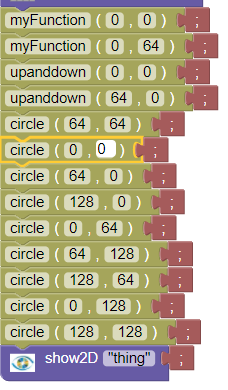 myFunction ( 0 , 0 ) ;
myFunction ( 0 , 64 ) ;
upanddown ( 0 , 0 ) ;
upanddown ( 64 , 0 ) ;
circle ( 64 , 64 ) ;
circle ( 0 , 0 ) ;
circle ( 64 , 0 ) ;
circle ( 128 , 0 ) ;
circle ( 0 , 64 ) ;
circle ( 64 , 128 ) ;
circle ( 128 , 64 ) ;
circle ( 0 , 128 ) ;
circle ( 128 , 128 ) ;
show2D "thing" ;